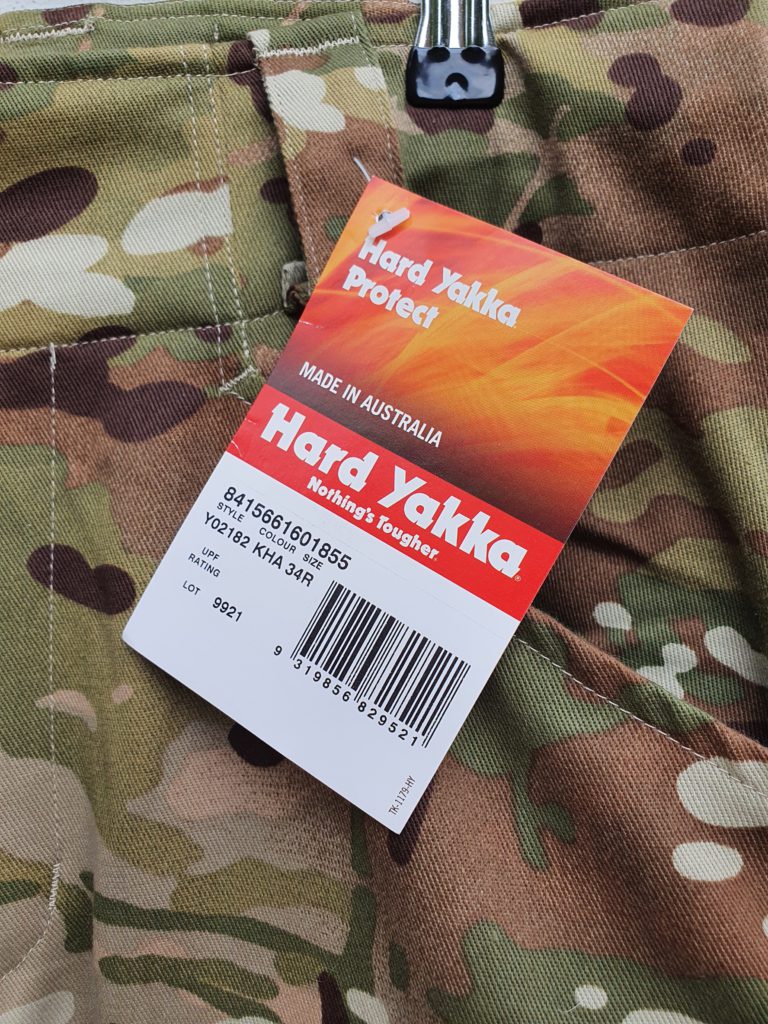 Hard Yakka
Protect
MADE IN AUSTRALIA
Hard Yakka®
Nothing's Tougher.
8415661601855
STYLE COLOUR SIZE
Y02182 KHA 34R
UPF
RATING
LOT 9921
9 319856 829521
TK-1179-HY